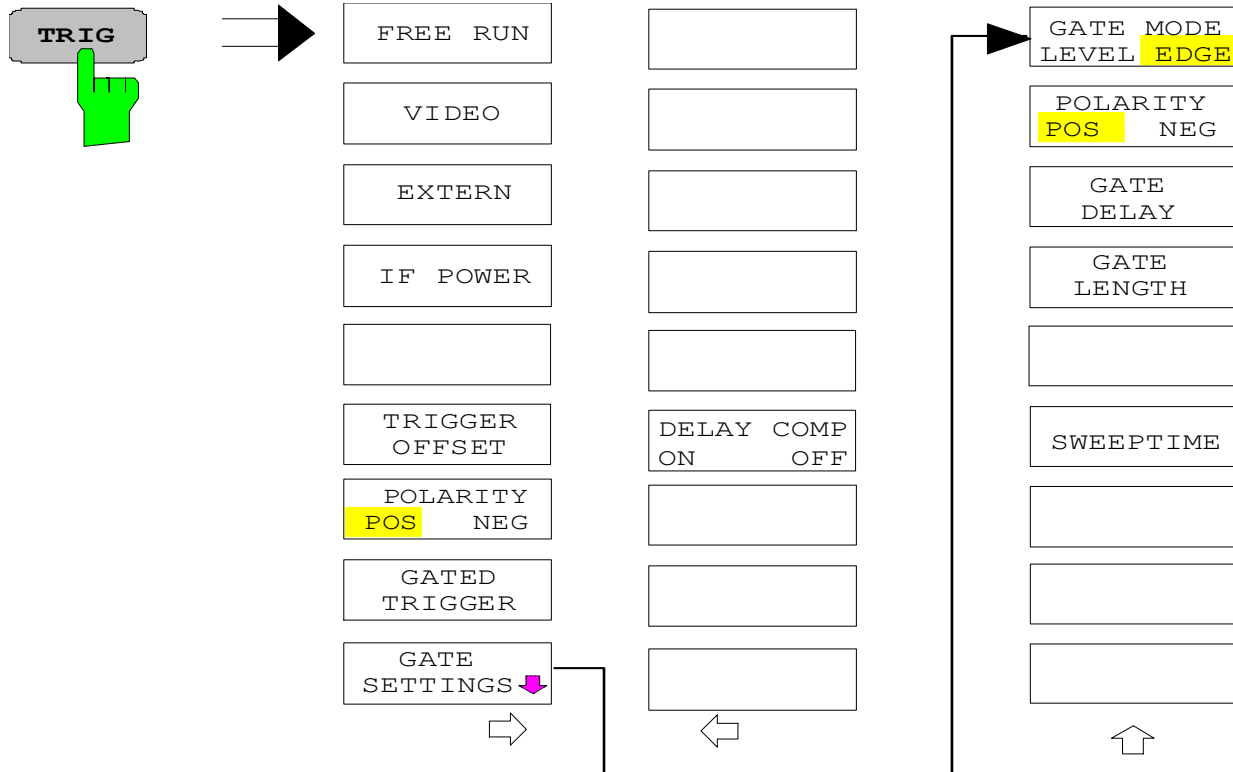 TRIG
FREE RUN
VIDEO
EXTERN
IF POWER
TRIGGER
OFFSET
POLARITY
POS NEG
GATED
TRIGGER
GATE
SETTINGS
DELAY COMP
ON OFF
GATE MODE
LEVEL EDGE
POLARITY
POS NEG
GATE
DELAY
GATE
LENGTH
SWEEPTIME